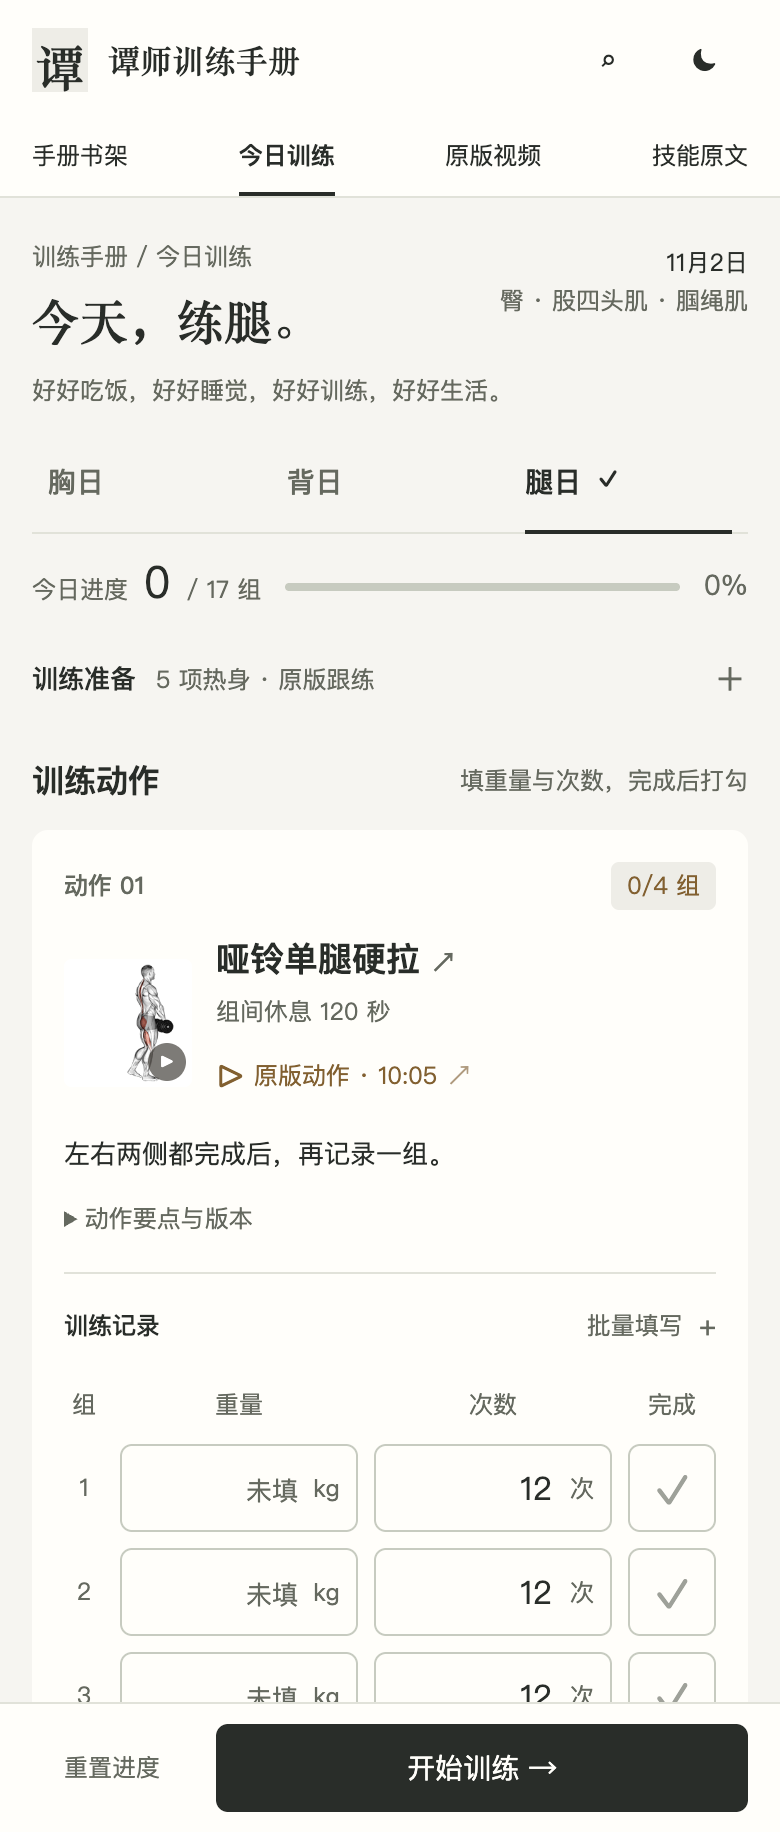 谭 谭师训练手册
手册书架 今日训练 原版视频 技能原文
训练手册 / 今日训练
11月2日
今天，练腿。
臀 · 股四头肌 · 腘绳肌
好好吃饭，好好睡觉，好好训练，好好生活。
胸日 背日 腿日 ✓
今日进度 0 / 17 组 0%
训练准备 5 项热身 · 原版跟练 +
训练动作 填重量与次数，完成后打勾
动作 01 0/4 组
哑铃单腿硬拉 ↗
组间休息 120 秒
原版动作 · 10:05 ↗
左右两侧都完成后，再记录一组。
▶ 动作要点与版本
训练记录 批量填写 +
组 重量 次数 完成
1 未填 kg 12 次 ✓
2 未填 kg 12 次 ✓
3 未填 kg 12 次 ✓
重置进度 开始训练 →